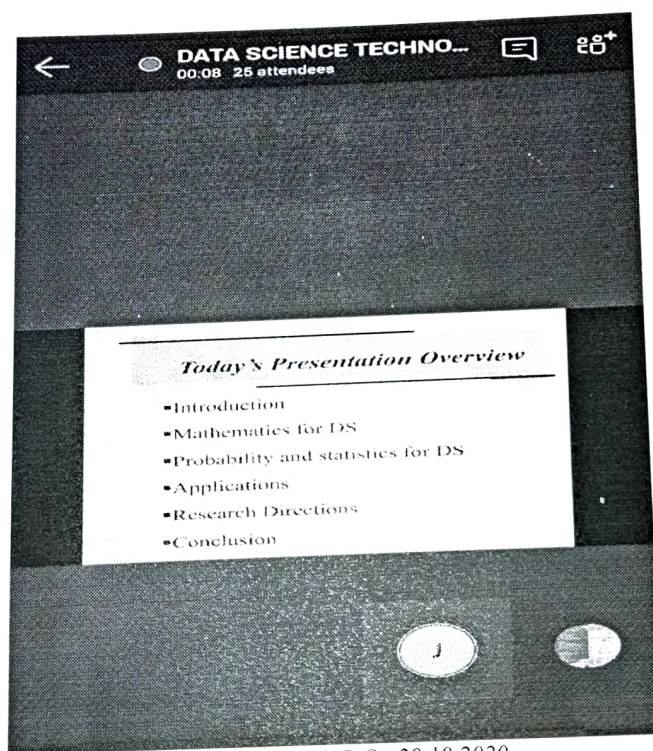 DATA SCIENCE TECHNO...
00:08 25 attendees
Today's Presentation Overview
▪Introduction
▪Mathematics for DS
▪Probability and statistics for DS
▪Applications
▪Research Directions
▪Conclusion
J